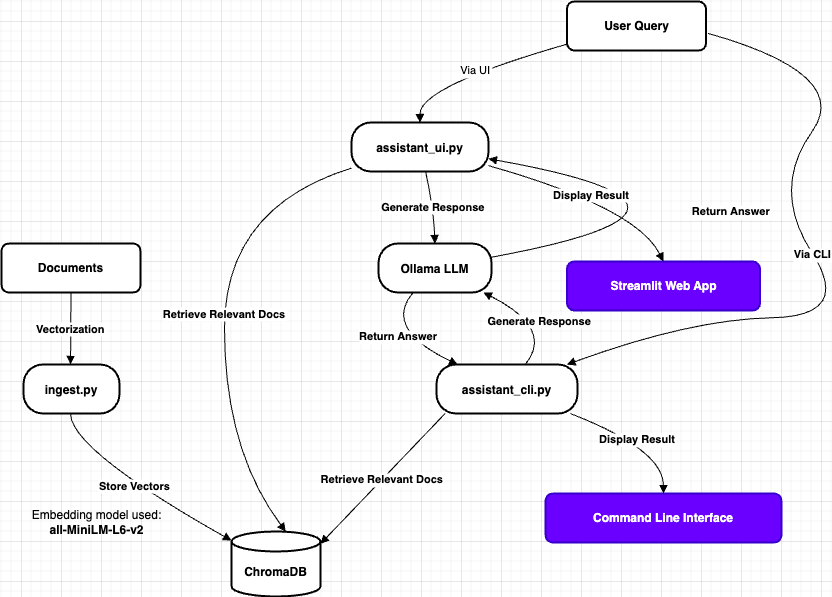 User Query
Via UI
assistant_ui.py
Display Result
Generate Response
Return Answer
Via CLI
Documents
Ollama LLM
Streamlit Web App
Retrieve Relevant Docs
Generate Response
Vectorization
Return Answer
ingest.py
assistant_cli.py
Display Result
Retrieve Relevant Docs
Store Vectors
Embedding model used:
all-MiniLM-L6-v2
Command Line Interface
ChromaDB